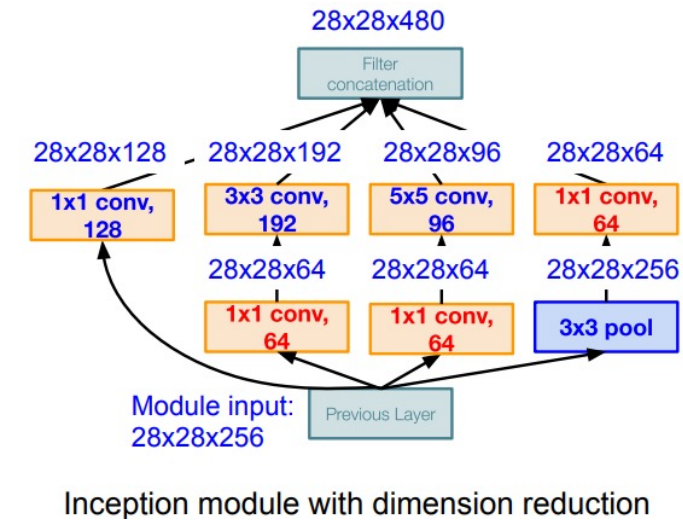 28x28x480
Filter
concatenation
28x28x128
28x28x192
28x28x96
28x28x64
1x1 conv,
128
3x3 conv,
192
5x5 conv,
96
1x1 conv,
64
28x28x64
28x28x64
28x28x256
1x1 conv,
64
1x1 conv,
64
3x3 pool
Module input:
28x28x256
Previous Layer
Inception module with dimension reduction